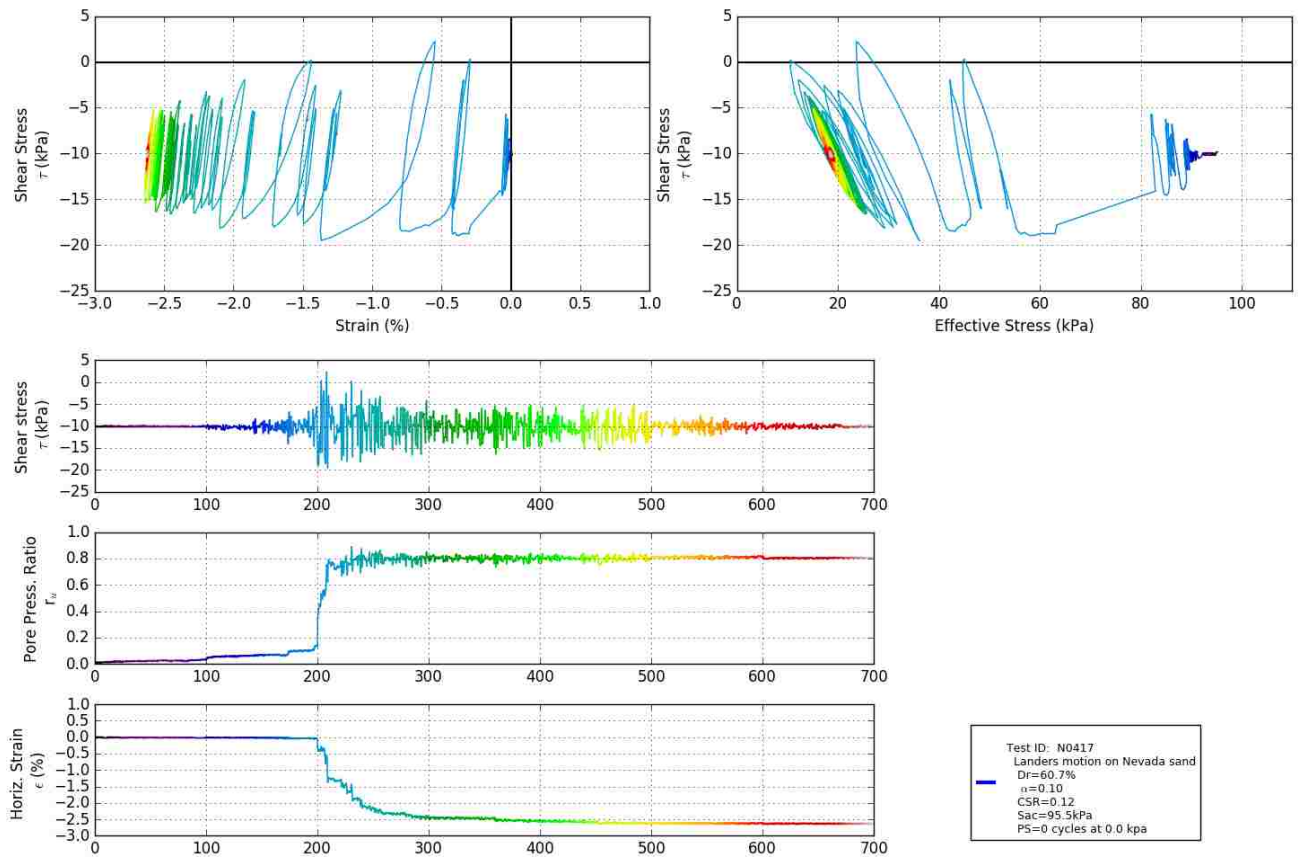 5
0
−5
−10
−15
−20
−25
Shear Stress
τ (kPa)
−3.0 −2.5 −2.0 −1.5 −1.0 −0.5 0.0 0.5 1.0
Strain (%)
5
0
−5
−10
−15
−20
−25
Shear Stress
τ (kPa)
0 20 40 60 80 100
Effective Stress (kPa)
5
0
−5
−10
−15
−20
−25
Shear stress
τ (kPa)
0 100 200 300 400 500 600 700
1.0
0.8
0.6
0.4
0.2
0.0
Pore Press. Ratio
r_u
0 100 200 300 400 500 600 700
1.0
0.5
0.0
−0.5
−1.0
−1.5
−2.0
−2.5
−3.0
Horiz. Strain
ϵ (%)
0 100 200 300 400 500 600 700
Test ID: N0417
Landers motion on Nevada sand
Dr=60.7%
α=0.10
CSR=0.12
Sac=95.5kPa
PS=0 cycles at 0.0 kpa